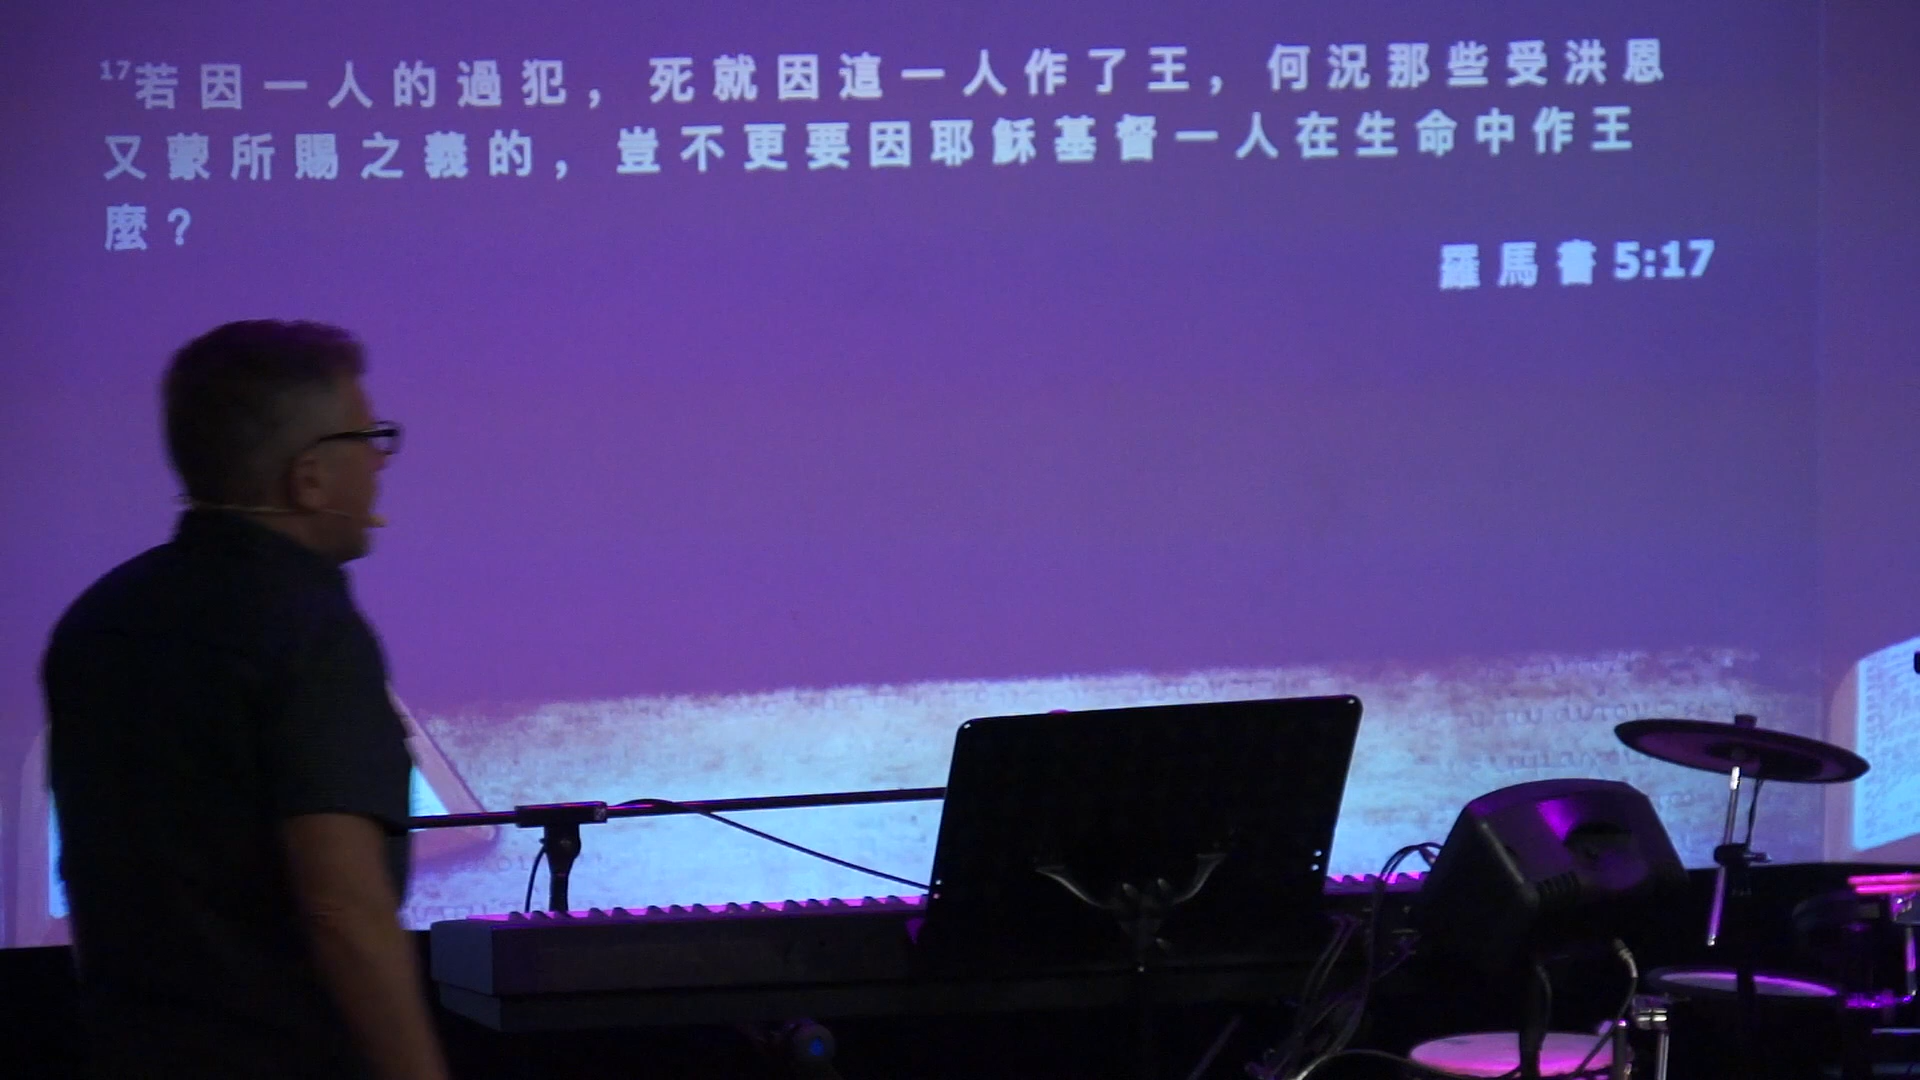 17若因一人的過犯，死就因這一人作了王，何況那些受洪恩
又蒙所賜之義的，豈不更要因耶穌基督一人在生命中作王
麼？
羅馬書 5:17